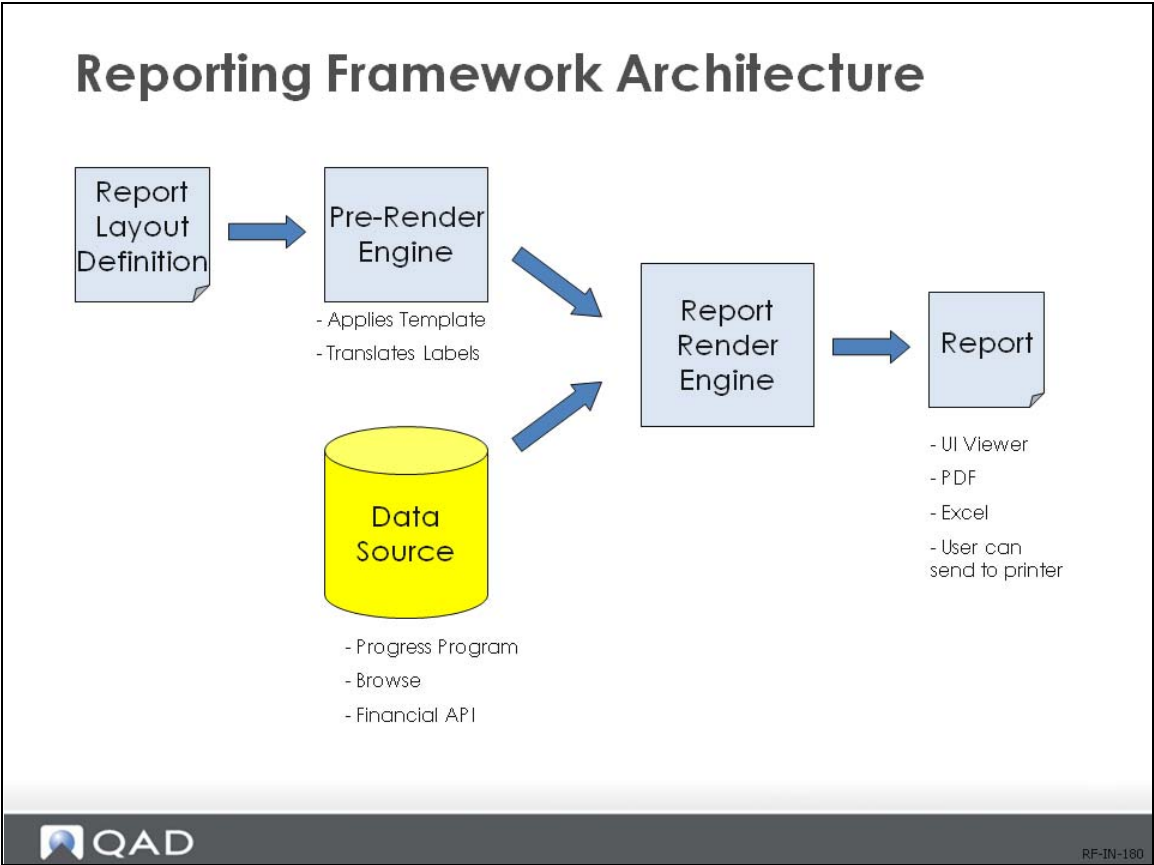 Reporting Framework Architecture
Report
Layout
Definition
Pre-Render
Engine
- Applies Template
- Translates Labels
Data
Source
- Progress Program
- Browse
- Financial API
Report
Render
Engine
Report
- UI Viewer
- PDF
- Excel
- User can
send to printer
QAD
RF-IN-180